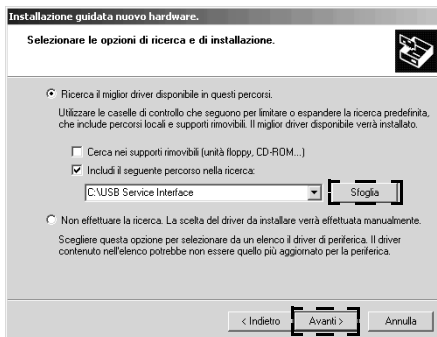 Installazione guidata nuovo hardware.
Selezionare le opzioni di ricerca e di installazione.
Ricerca il miglior driver disponibile in questi percorsi.
Utilizzare le caselle di controllo che seguono per limitare o espandere la ricerca predefinita,
che include percorsi locali e supporti rimovibili. Il miglior driver disponibile verrà installato.
Cerca nei supporti rimovibili (unità floppy, CD-ROM...)
Includi il seguente percorso nella ricerca:
C:\USB Service Interface
Sfoglia
Non effettuare la ricerca. La scelta del driver da installare verrà effettuata manualmente.
Scegliere questa opzione per selezionare da un elenco il driver di periferica. Il driver
contenuto nell'elenco potrebbe non essere quello più aggiornato per la periferica.
< Indietro Avanti > Annulla